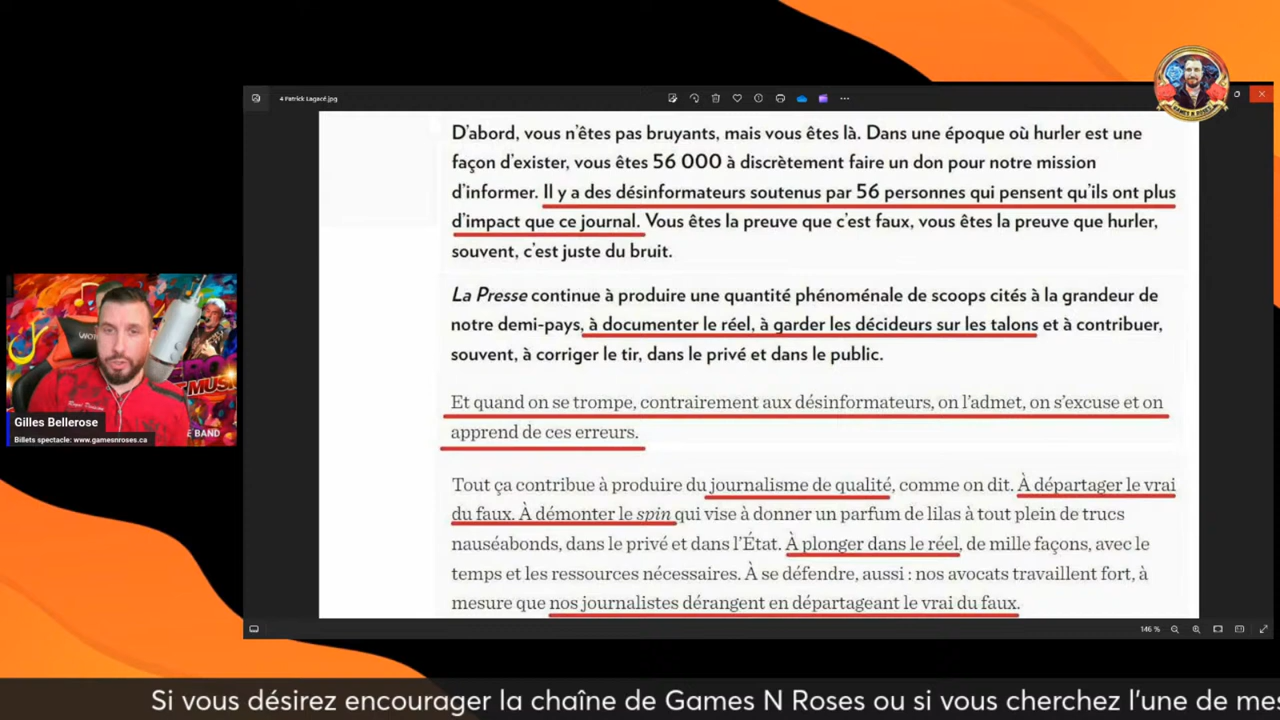 GAMES N ROSES
4 Patrick Lagacé.jpg
D'abord, vous n'êtes pas bruyants, mais vous êtes là. Dans une époque où hurler est une
façon d'exister, vous êtes 56 000 à discrètement faire un don pour notre mission
d'informer. Il y a des désinformateurs soutenus par 56 personnes qui pensent qu'ils ont plus
d'impact que ce journal. Vous êtes la preuve que c'est faux, vous êtes la preuve que hurler,
souvent, c'est juste du bruit.
La Presse continue à produire une quantité phénoménale de scoops cités à la grandeur de
notre demi-pays, à documenter le réel, à garder les décideurs sur les talons et à contribuer,
souvent, à corriger le tir, dans le privé et dans le public.
Et quand on se trompe, contrairement aux désinformateurs, on l'admet, on s'excuse et on
apprend de ces erreurs.
Tout ça contribue à produire du journalisme de qualité, comme on dit. À départager le vrai
du faux. À démonter le spin qui vise à donner un parfum de lilas à tout plein de trucs
nauséabonds, dans le privé et dans l'État. À plonger dans le réel, de mille façons, avec le
temps et les ressources nécessaires. À se défendre, aussi : nos avocats travaillent fort, à
mesure que nos journalistes dérangent en départageant le vrai du faux.
146 %
Gilles Bellerose
Billets spectacle: www.gamesnroses.ca
BAND
Si vous désirez encourager la chaîne de Games N Roses ou si vous cherchez l'une de mes